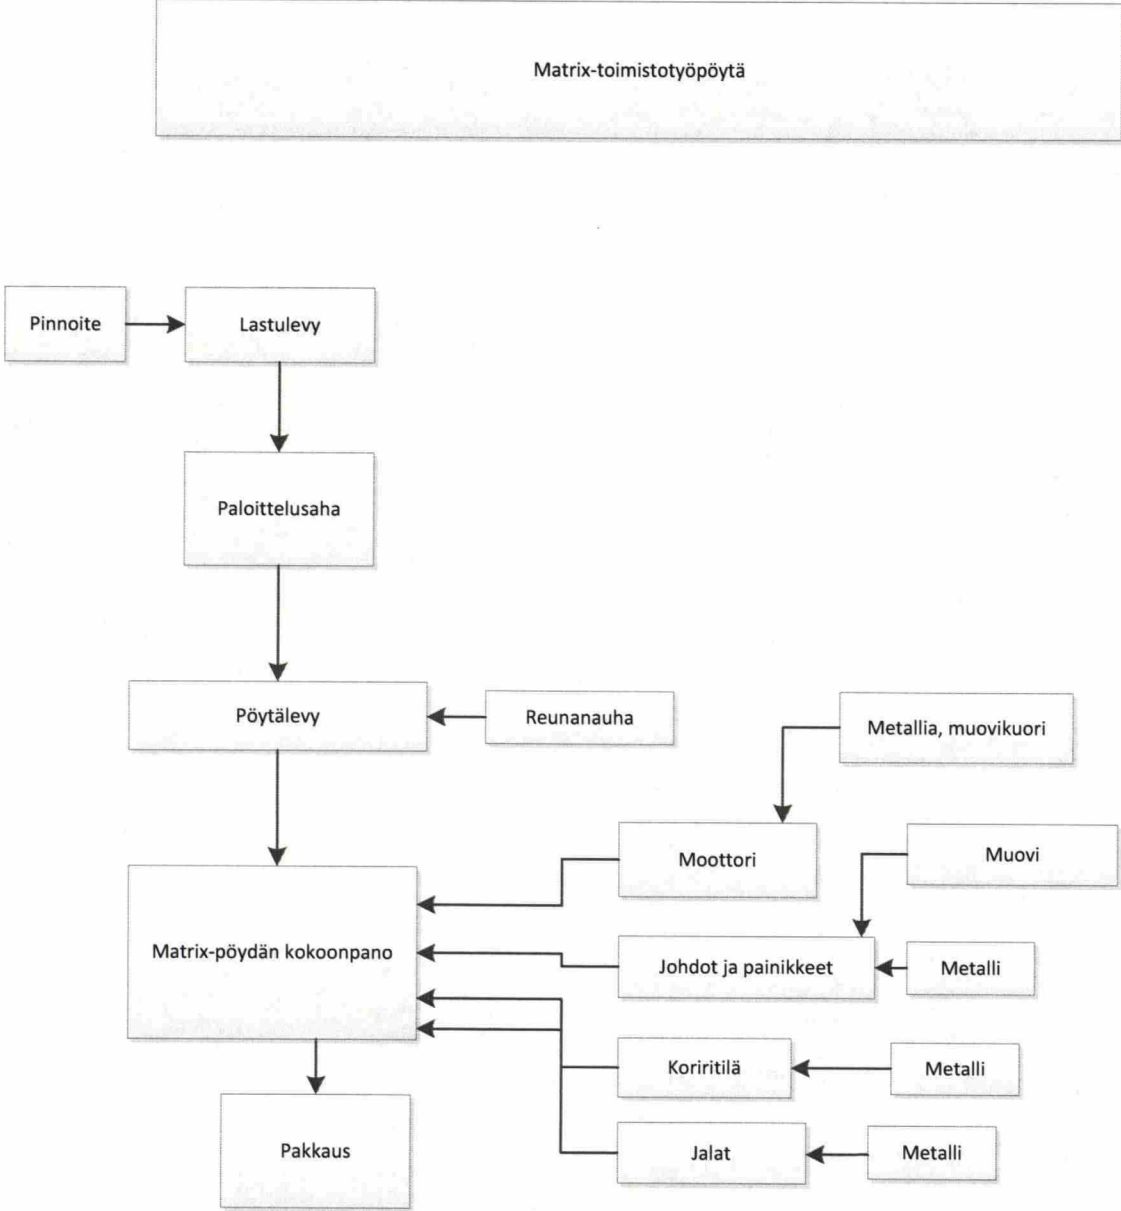 Matrix-toimistotyöpöytä
Pinnoite
Lastulevy
Paloittelusaha
Pöytälevy
Reunanauha
Metallia, muovikuori
Moottori
Muovi
Matrix-pöydän kokoonpano
Johdot ja painikkeet
Metalli
Koriritilä
Metalli
Pakkaus
Jalat
Metalli